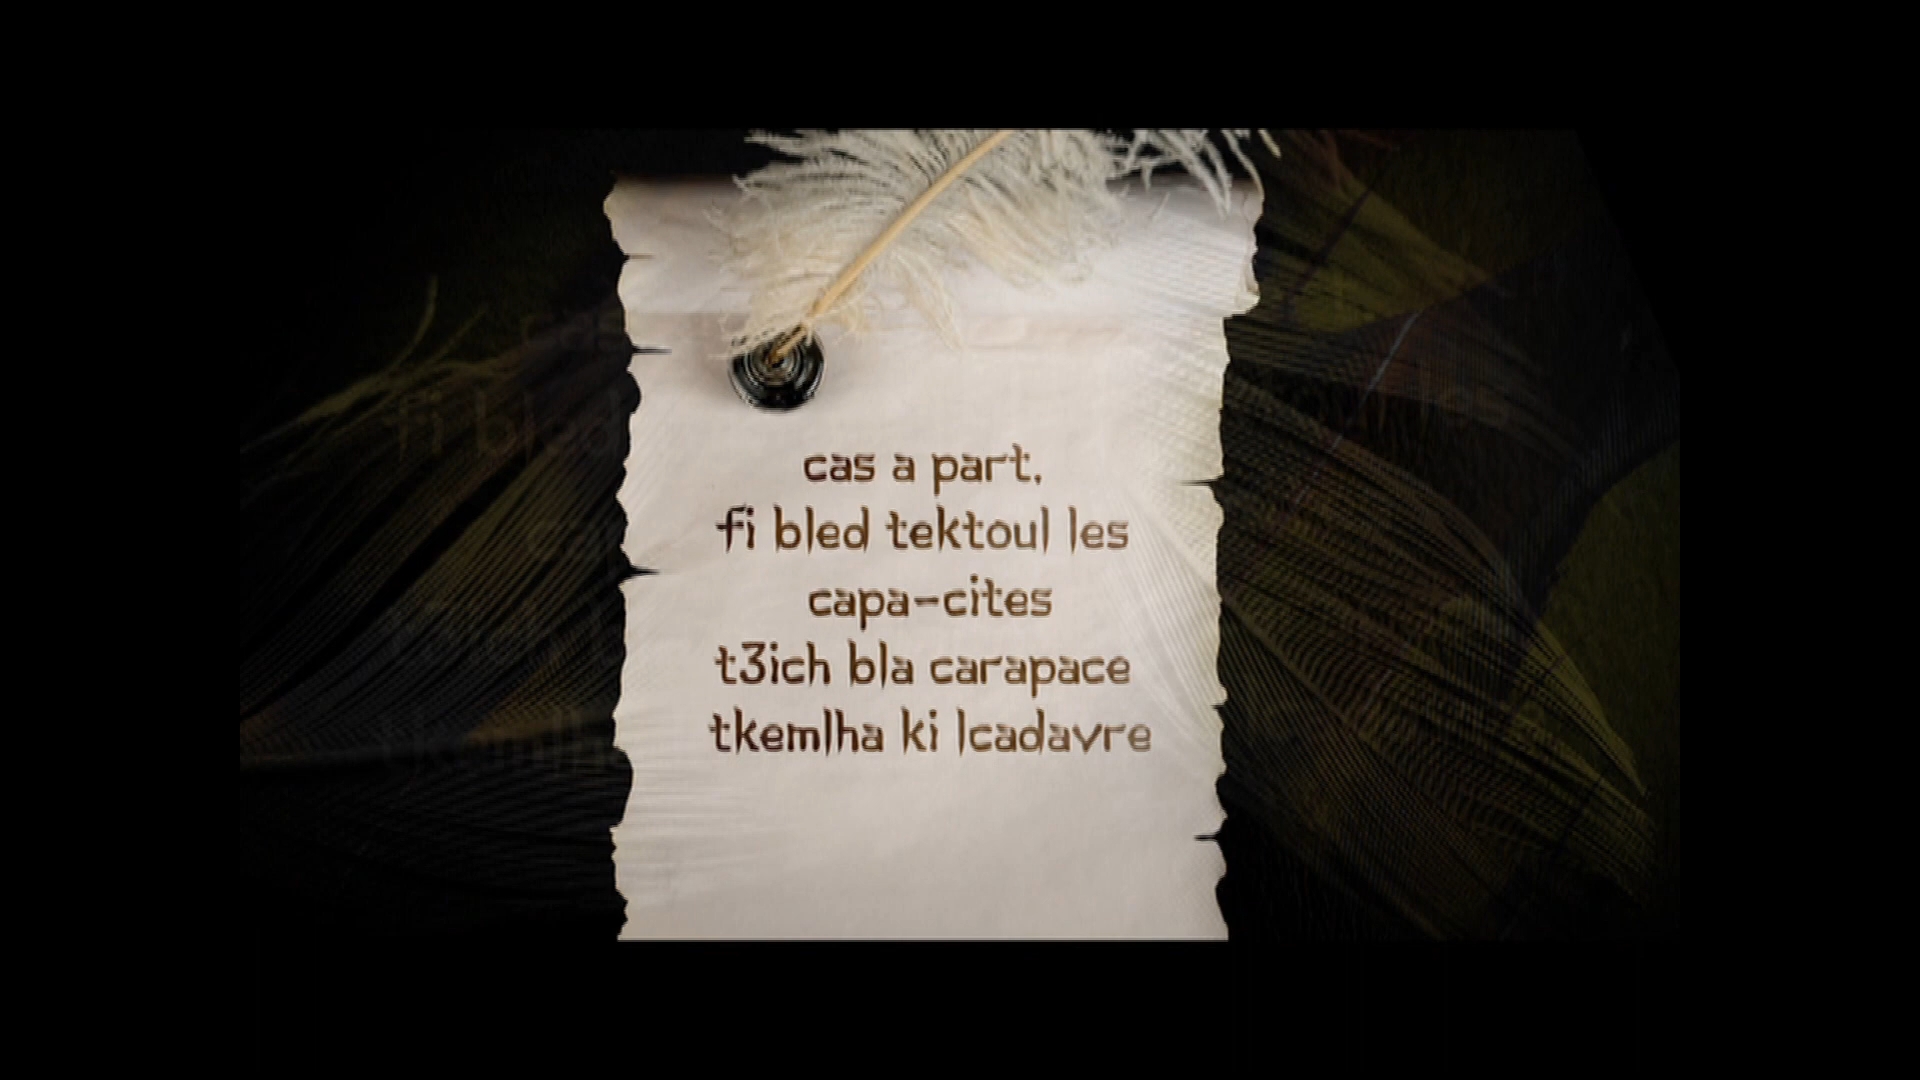 cas a part,
fi bled tektoul les
capa-cites
t3ich bla carapace
tkemlha ki lcadavre